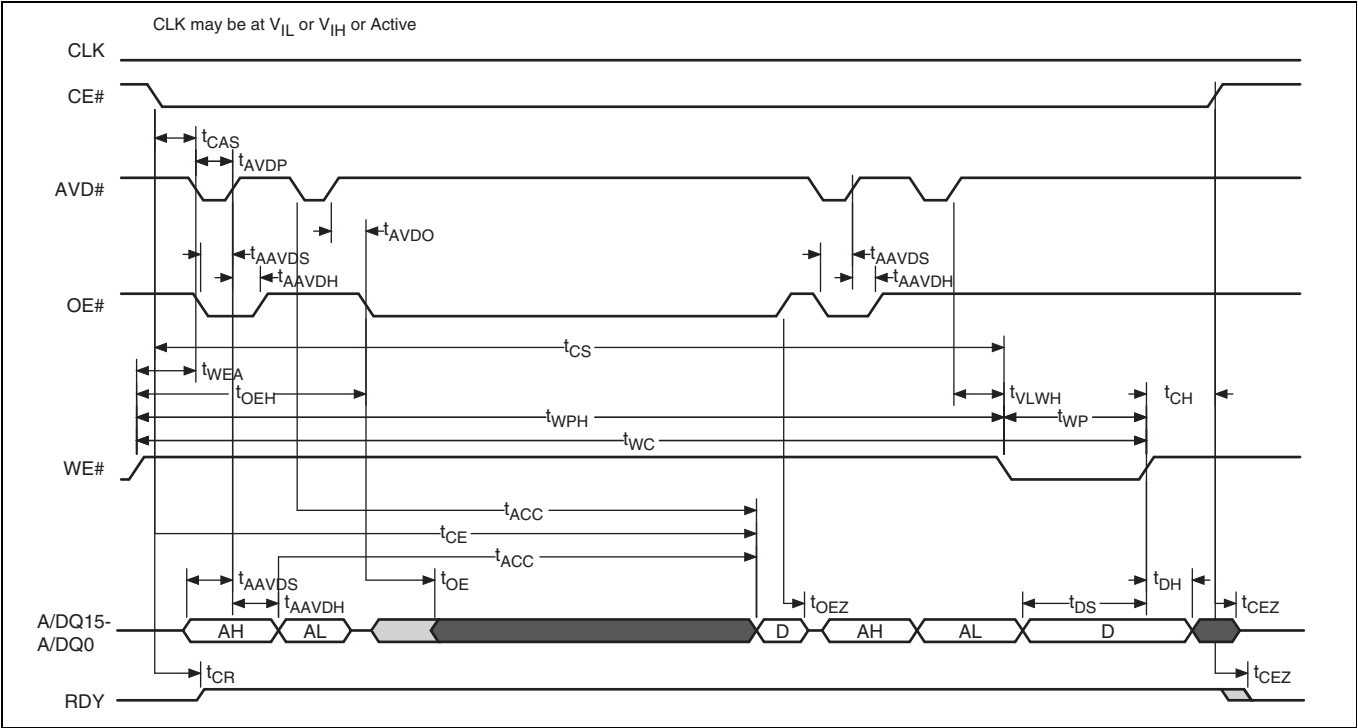 CLK may be at VIL or VIH or Active
CLK
CE#
tCAS
tAVDP
AVD#
tAVDO
tAAVDS
tAAVDS
tAAVDH
tAAVDH
OE#
tCS
tWEA
tOEH
tVLWH
tCH
tWPH
tWP
tWC
WE#
tACC
tCE
tACC
tAAVDS
tOE
tDH
tAAVDH
tOEZ
tDS
tCEZ
A/DQ15-
A/DQ0
AH
AL
D
AH
AL
D
tCR
tCEZ
RDY